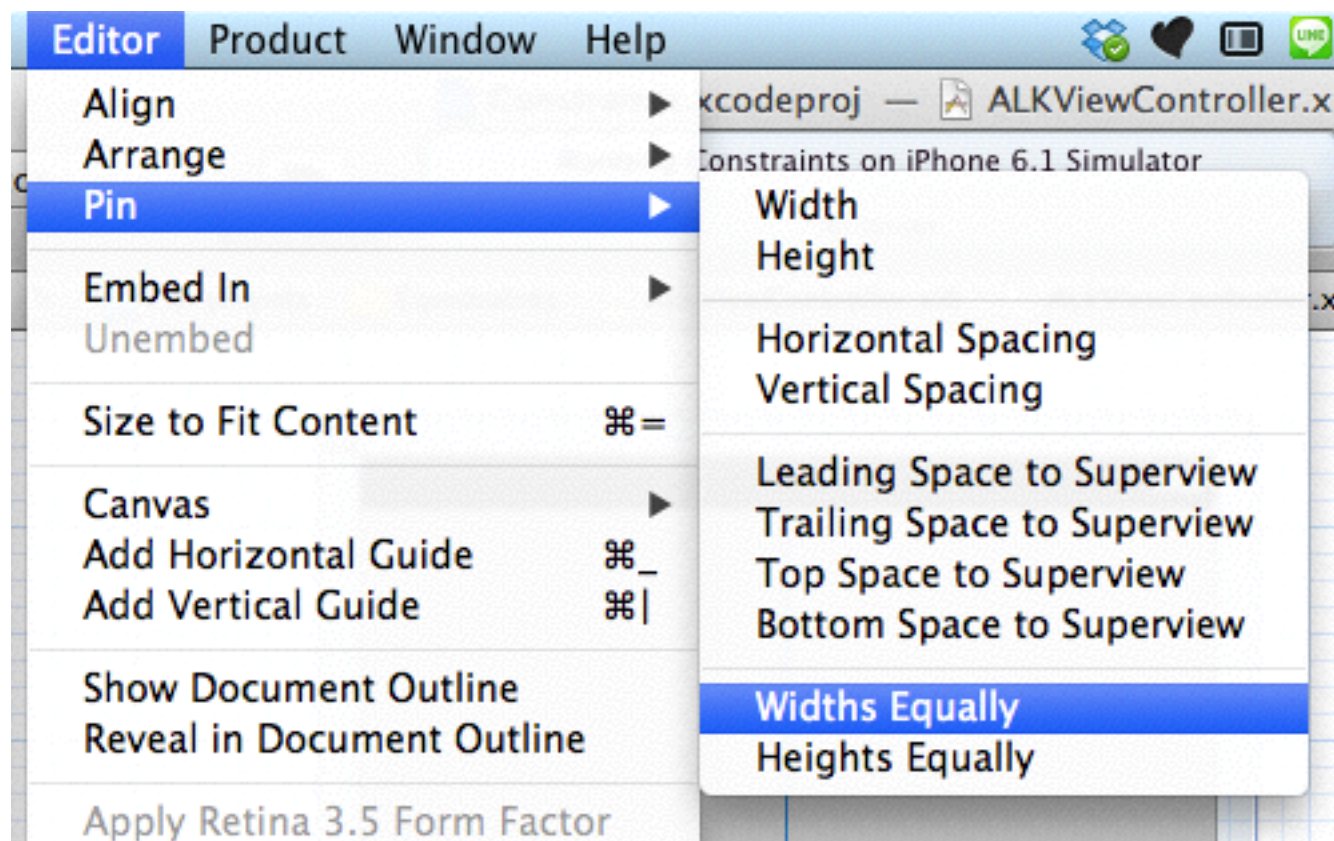 Editor Product Window Help LINE
xcodeproj — ALKViewController.x
Constraints on iPhone 6.1 Simulator
Align
Arrange
Pin
Embed In
Unembed
Size to Fit Content ⌘=
Canvas
Add Horizontal Guide ⌘_
Add Vertical Guide ⌘|
Show Document Outline
Reveal in Document Outline
Apply Retina 3.5 Form Factor
Width
Height
.x
Horizontal Spacing
Vertical Spacing
Leading Space to Superview
Trailing Space to Superview
Top Space to Superview
Bottom Space to Superview
Widths Equally
Heights Equally